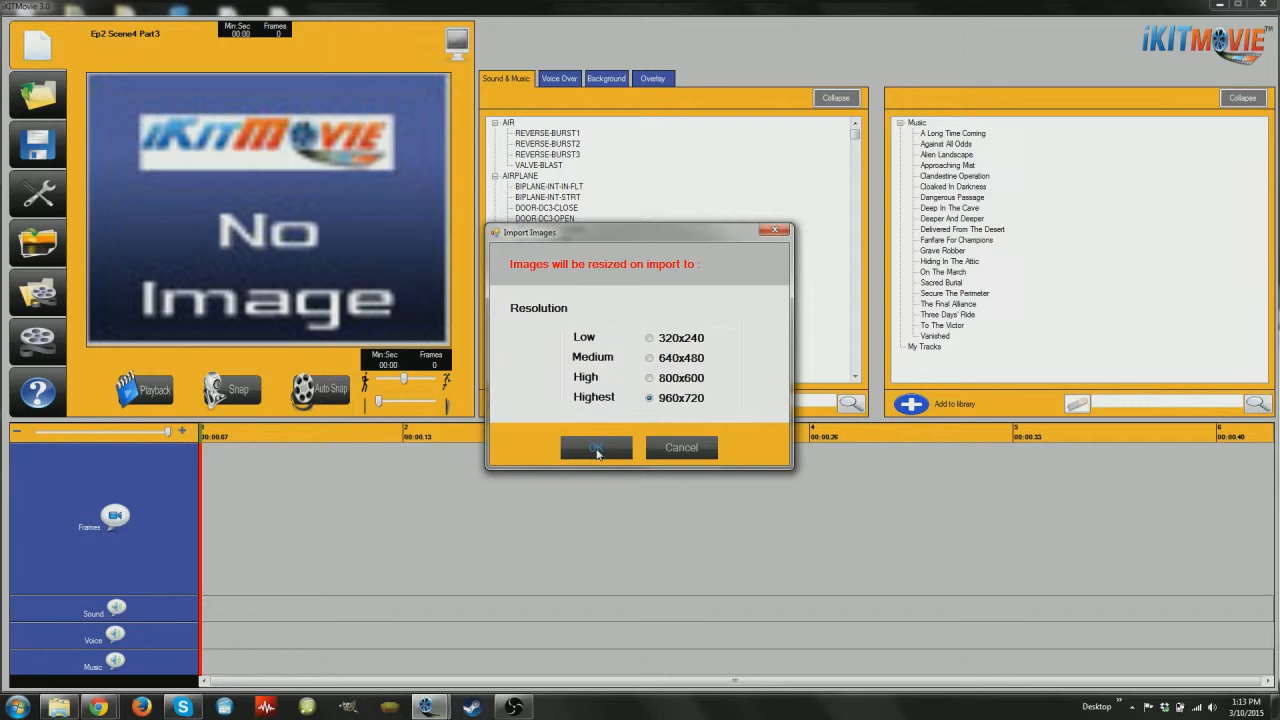 iKITMovie 3.0
Ep2 Scene4 Part3
Min:Sec Frames
00:00 0
iKITMOVIE
No
Image
Min:Sec Frames
00:00 0
Playback
Snap
Auto Snap
iKITMOVIE™
Sound & Music
Voice Over
Background
Overlay
Collapse
AIR
REVERSE-BURST1
REVERSE-BURST2
REVERSE-BURST3
VALVE-BLAST
AIRPLANE
BIPLANE-INT-IN-FLT
BIPLANE-INT-STRT
DOOR-DC3-CLOSE
DOOR-DC3-OPEN
Collapse
Music
A Long Time Coming
Against All Odds
Alien Landscape
Approaching Mist
Clandestine Operation
Cloaked In Darkness
Dangerous Passage
Deep In The Cave
Deeper And Deeper
Delivered From The Desert
Fanfare For Champions
Grave Robber
Hiding In The Attic
On The March
Sacred Burial
Secure The Perimeter
The Final Alliance
Three Days' Ride
To The Victor
Vanished
My Tracks
Add to library
Import Images
Images will be resized on import to :
Resolution
Low 320x240
Medium 640x480
High 800x600
Highest 960x720
OK
Cancel
1 2 4 5 6
00:00.67 00:00.13 00:00.26 00:00.33 00:00.40
Frames
Sound
Voice
Music
Desktop
1:13 PM
3/10/2015